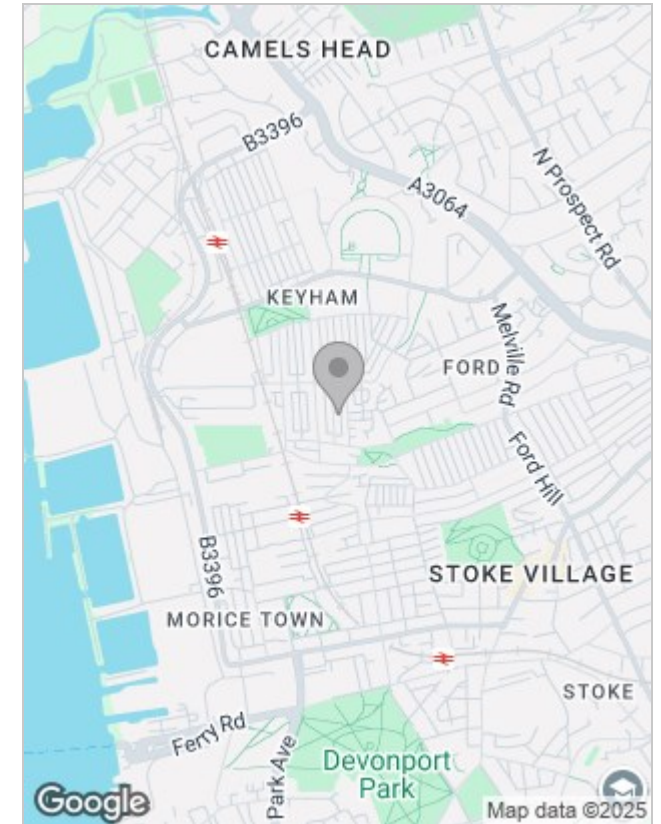 CAMELS HEAD
B3396
A3064
N Prospect Rd
KEYHAM
Melville Rd
FORD
Ford Hill
B3396
STOKE VILLAGE
MORICE TOWN
STOKE
Ferry Rd
Park Ave
Devonport
Park
Google
Map data ©2025